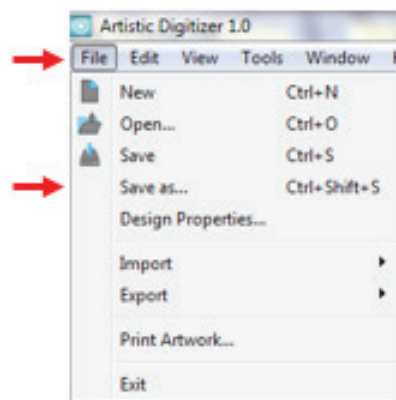 Artistic Digitizer 1.0
File Edit View Tools Window
New Ctrl+N
Open... Ctrl+O
Save Ctrl+S
Save as... Ctrl+Shift+S
Design Properties...
Import
Export
Print Artwork...
Exit